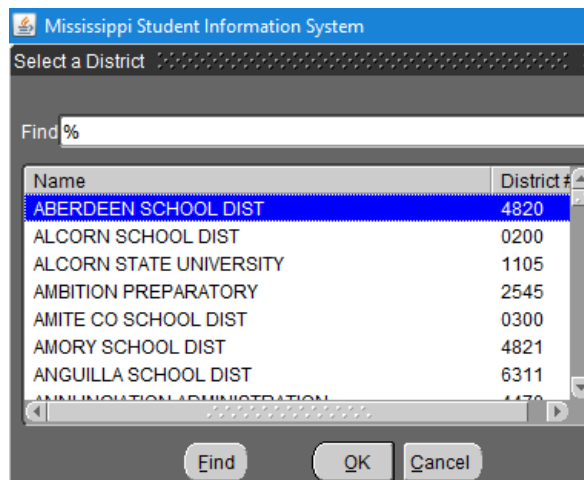 Mississippi Student Information System
Select a District
Find %
Name District #
ABERDEEN SCHOOL DIST 4820
ALCORN SCHOOL DIST 0200
ALCORN STATE UNIVERSITY 1105
AMBITION PREPARATORY 2545
AMITE CO SCHOOL DIST 0300
AMORY SCHOOL DIST 4821
ANGUILLA SCHOOL DIST 6311
ANNUNCIATION ADMINISTRATION
Find OK Cancel